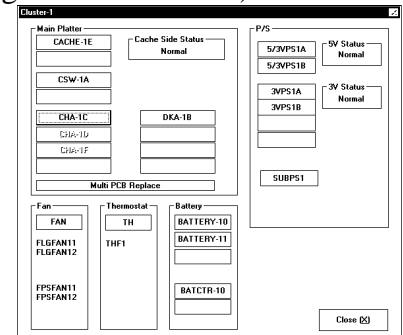 Cluster-1
Main Platter
CACHE-1E
Cache Side Status
Normal
CSW-1A
CHA-1C
DKA-1B
CHA-1D
CHA-1F
Multi PCB Replace
P/S
5/3VPS1A
5/3VPS1B
5V Status
Normal
3VPS1A
3VPS1B
3V Status
Normal
SUBPS1
Fan
FAN
FLGFAN11
FLGFAN12
FPSFAN11
FPSFAN12
Thermostat
TH
THF1
Battery
BATTERY-10
BATTERY-11
BATCTR-10
Close (X)